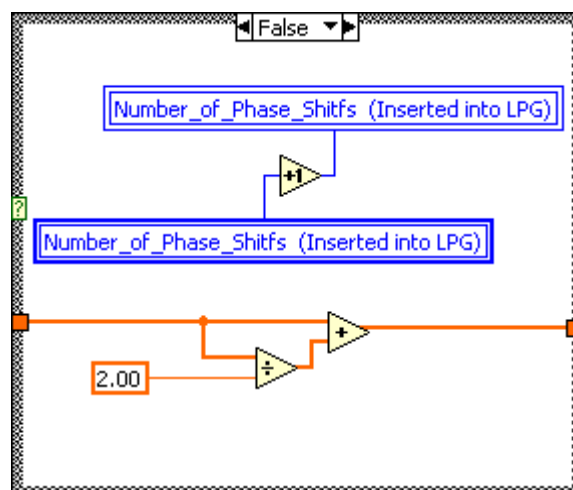 False
Number_of_Phase_Shitfs (Inserted into LPG)
+1
?
Number_of_Phase_Shitfs (Inserted into LPG)
+
÷
2.00